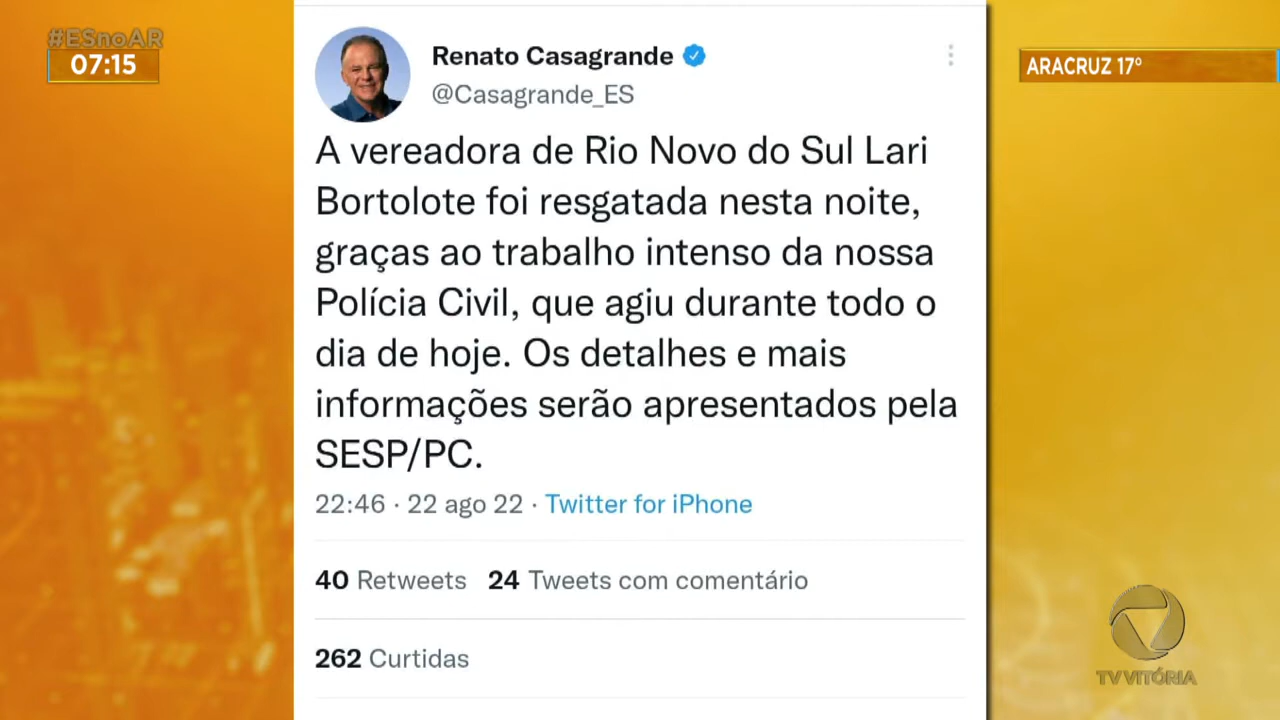 #ESnoAR
07:15
ARACRUZ 17º
Renato Casagrande
@Casagrande_ES
A vereadora de Rio Novo do Sul Lari
Bortolote foi resgatada nesta noite,
graças ao trabalho intenso da nossa
Polícia Civil, que agiu durante todo o
dia de hoje. Os detalhes e mais
informações serão apresentados pela
SESP/PC.
22:46 · 22 ago 22 · Twitter for iPhone
40 Retweets 24 Tweets com comentário
262 Curtidas
TV VITÓRIA